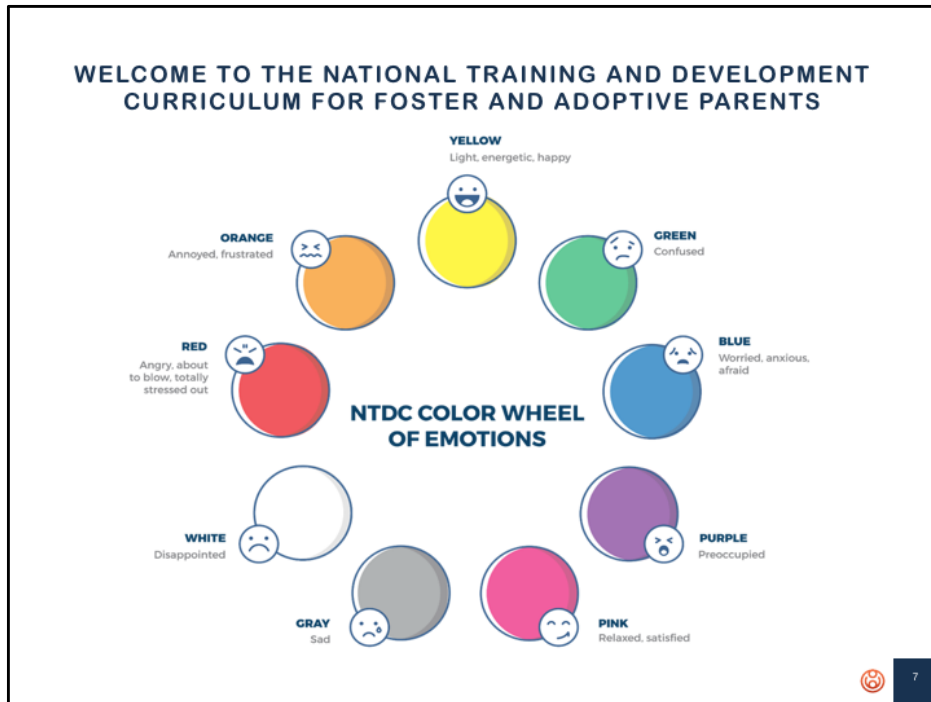 WELCOME TO THE NATIONAL TRAINING AND DEVELOPMENT
CURRICULUM FOR FOSTER AND ADOPTIVE PARENTS
YELLOW
Light, energetic, happy
ORANGE
Annoyed, frustrated
GREEN
Confused
RED
Angry, about
to blow, totally
stressed out
BLUE
Worried, anxious,
afraid
NTDC COLOR WHEEL
OF EMOTIONS
WHITE
Disappointed
PURPLE
Preoccupied
GRAY
Sad
PINK
Relaxed, satisfied
7